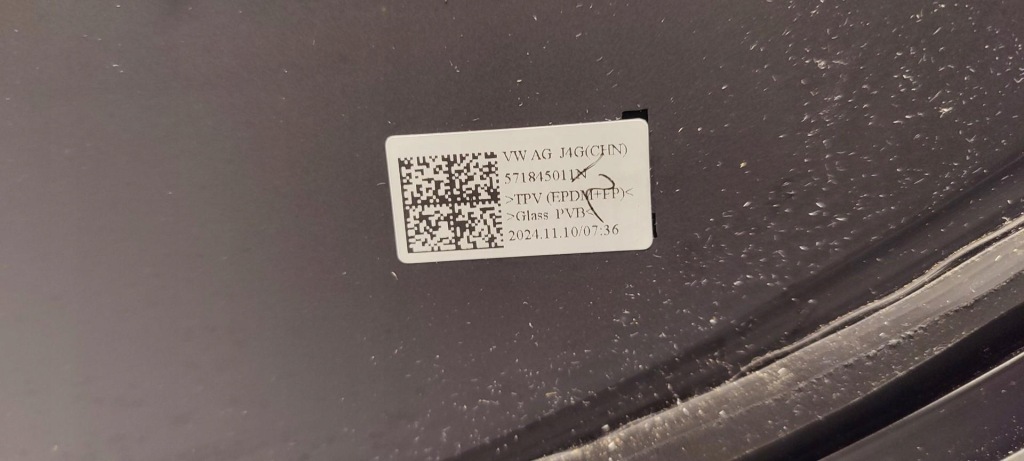 VW AG J4G(CHN)
571845011N
>TPV (EPDM+PP)<
>Glass PVB<
2024.11.10/07:36